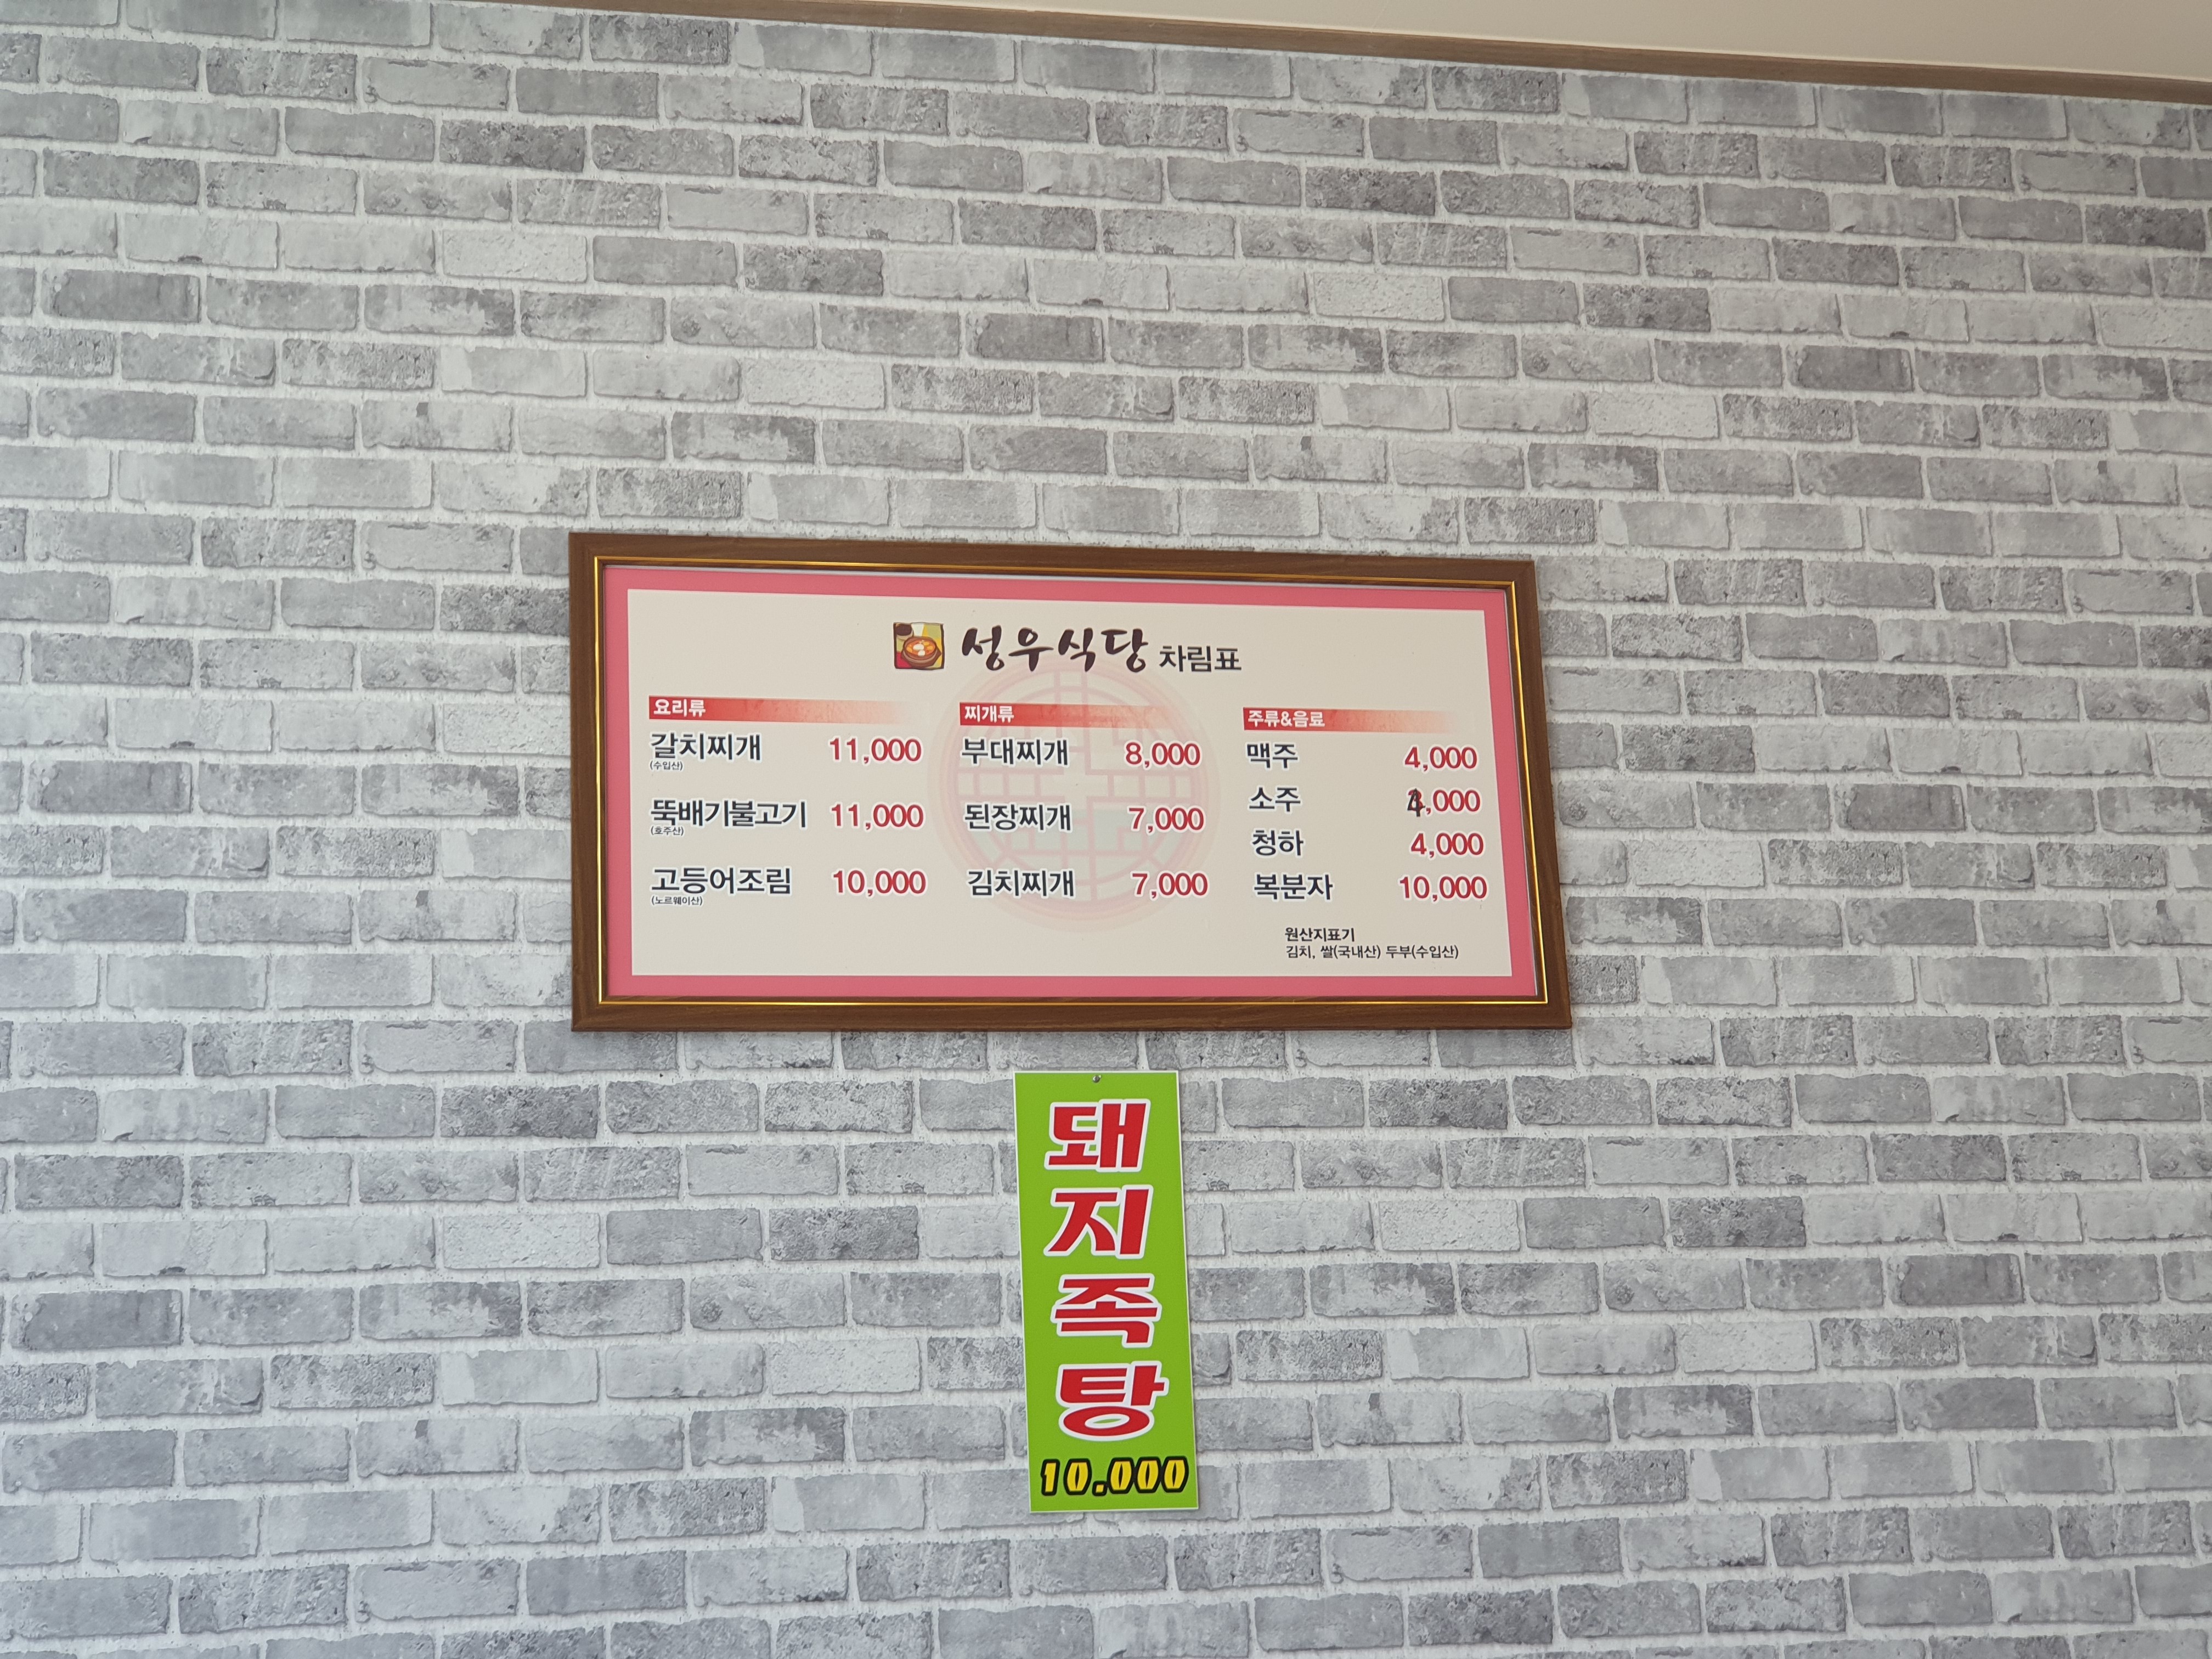 성우식당 차림표
요리류
갈치찌개 11,000
(수입산)
뚝배기불고기 11,000
(호주산)
고등어조림 10,000
(노르웨이산)
찌개류
부대찌개 8,000
된장찌개 7,000
김치찌개 7,000
주류&음료
맥주 4,000
소주 4,000
청하 4,000
복분자 10,000
원산지표기
김치, 쌀(국내산) 두부(수입산)
돼
지
족
탕
10.000